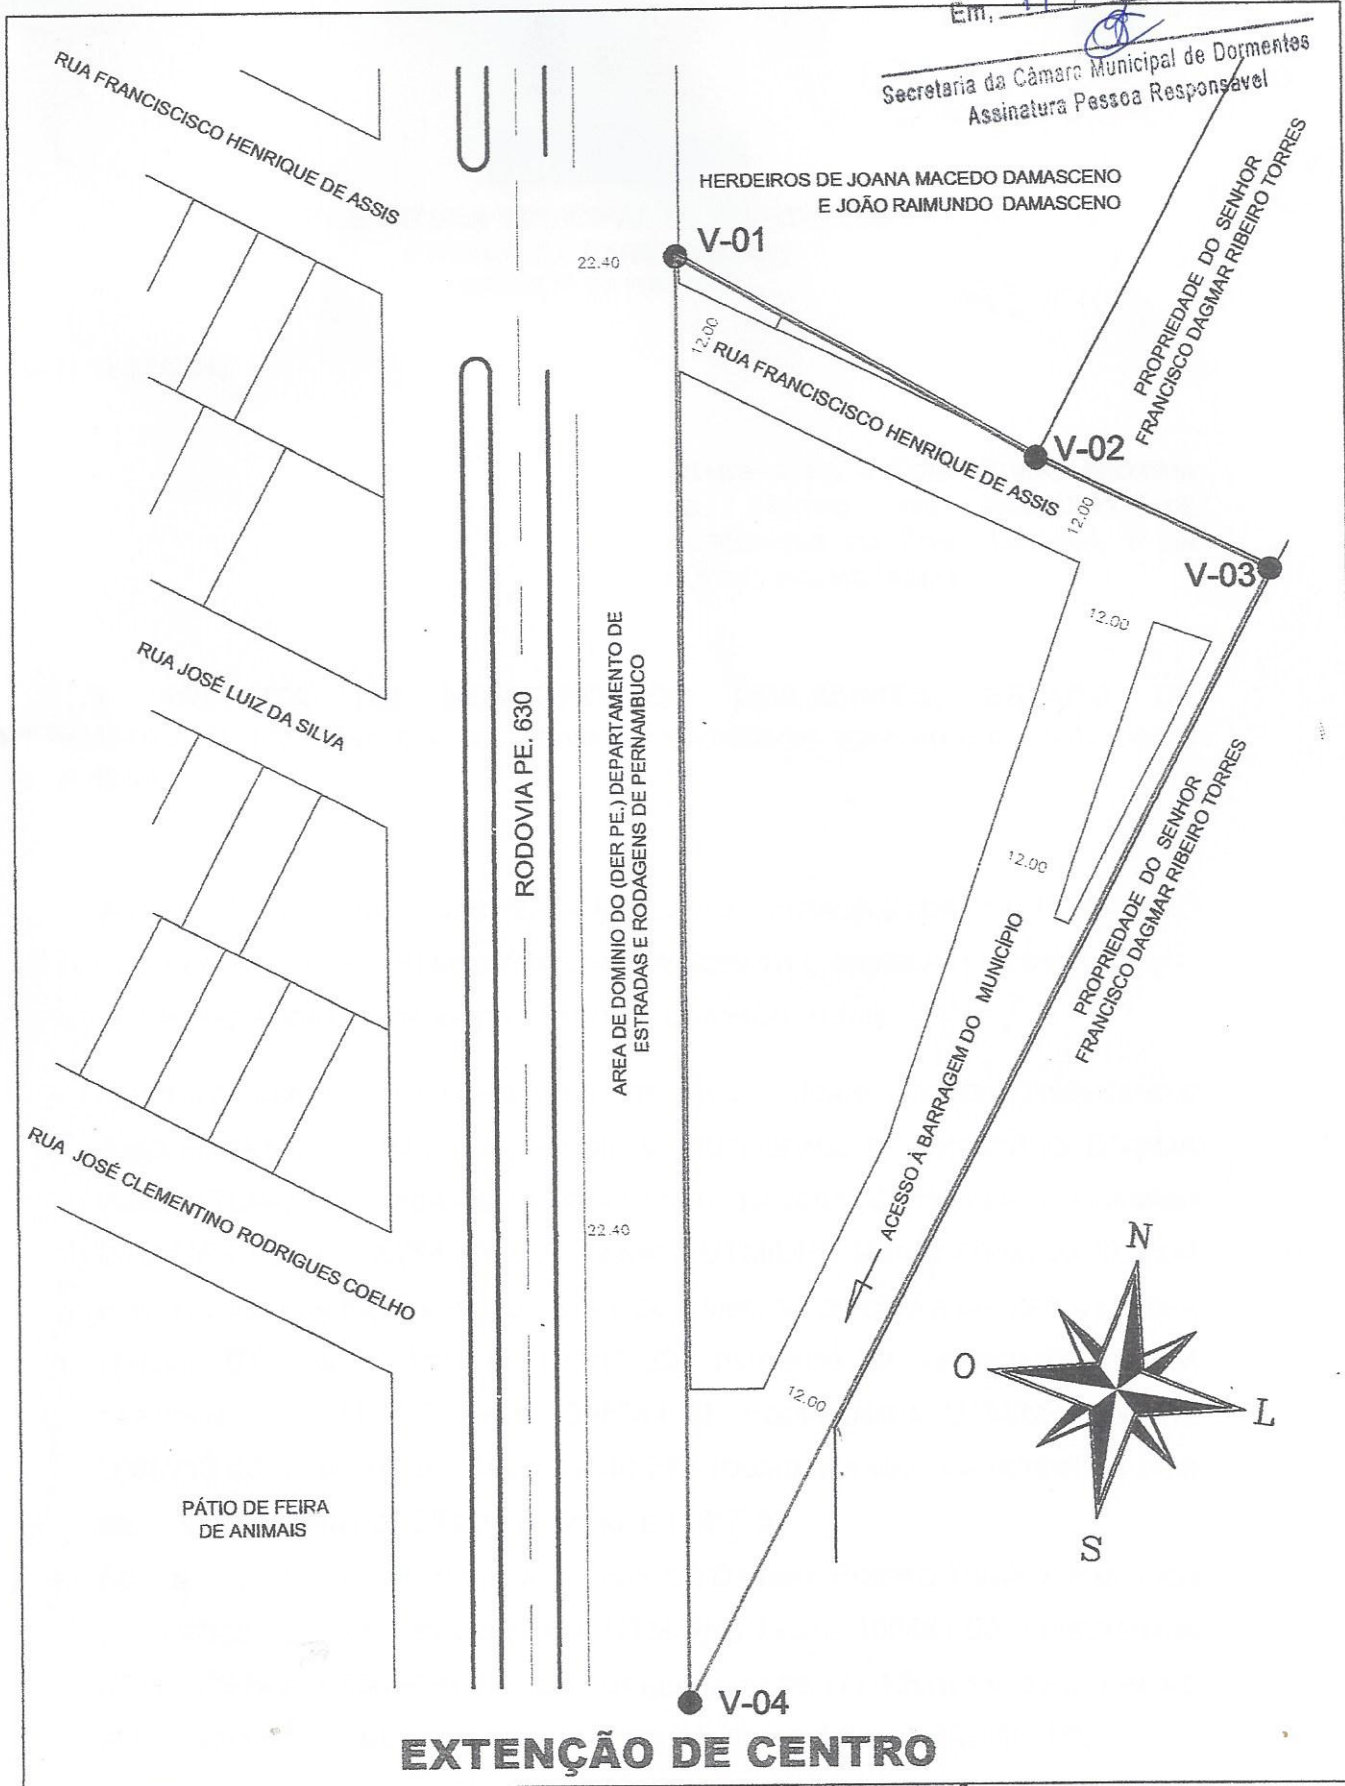 Em,
Secretaria da Câmara Municipal de Dormentes
Assinatura Pessoa Responsável
RUA FRANCISCISCO HENRIQUE DE ASSIS
HERDEIROS DE JOANA MACEDO DAMASCENO
E JOÃO RAIMUNDO DAMASCENO
PROPRIEDADE DO SENHOR
FRANCISCO DAGMAR RIBEIRO TORRES
V-01
22.40
12.00
RUA FRANCISCISCO HENRIQUE DE ASSIS
V-02
12.00
V-03
12.00
RUA JOSÉ LUIZ DA SILVA
RODOVIA PE. 630
AREA DE DOMINIO DO (DER PE.) DEPARTAMENTO DE
ESTRADAS E RODAGENS DE PERNAMBUCO
12.00
PROPRIEDADE DO SENHOR
FRANCISCO DAGMAR RIBEIRO TORRES
ACESSO À BARRAGEM DO MUNICÍPIO
RUA JOSÉ CLEMENTINO RODRIGUES COELHO
22.40
N
O
L
S
12.00
PÁTIO DE FEIRA
DE ANIMAIS
V-04
EXTENÇÃO DE CENTRO